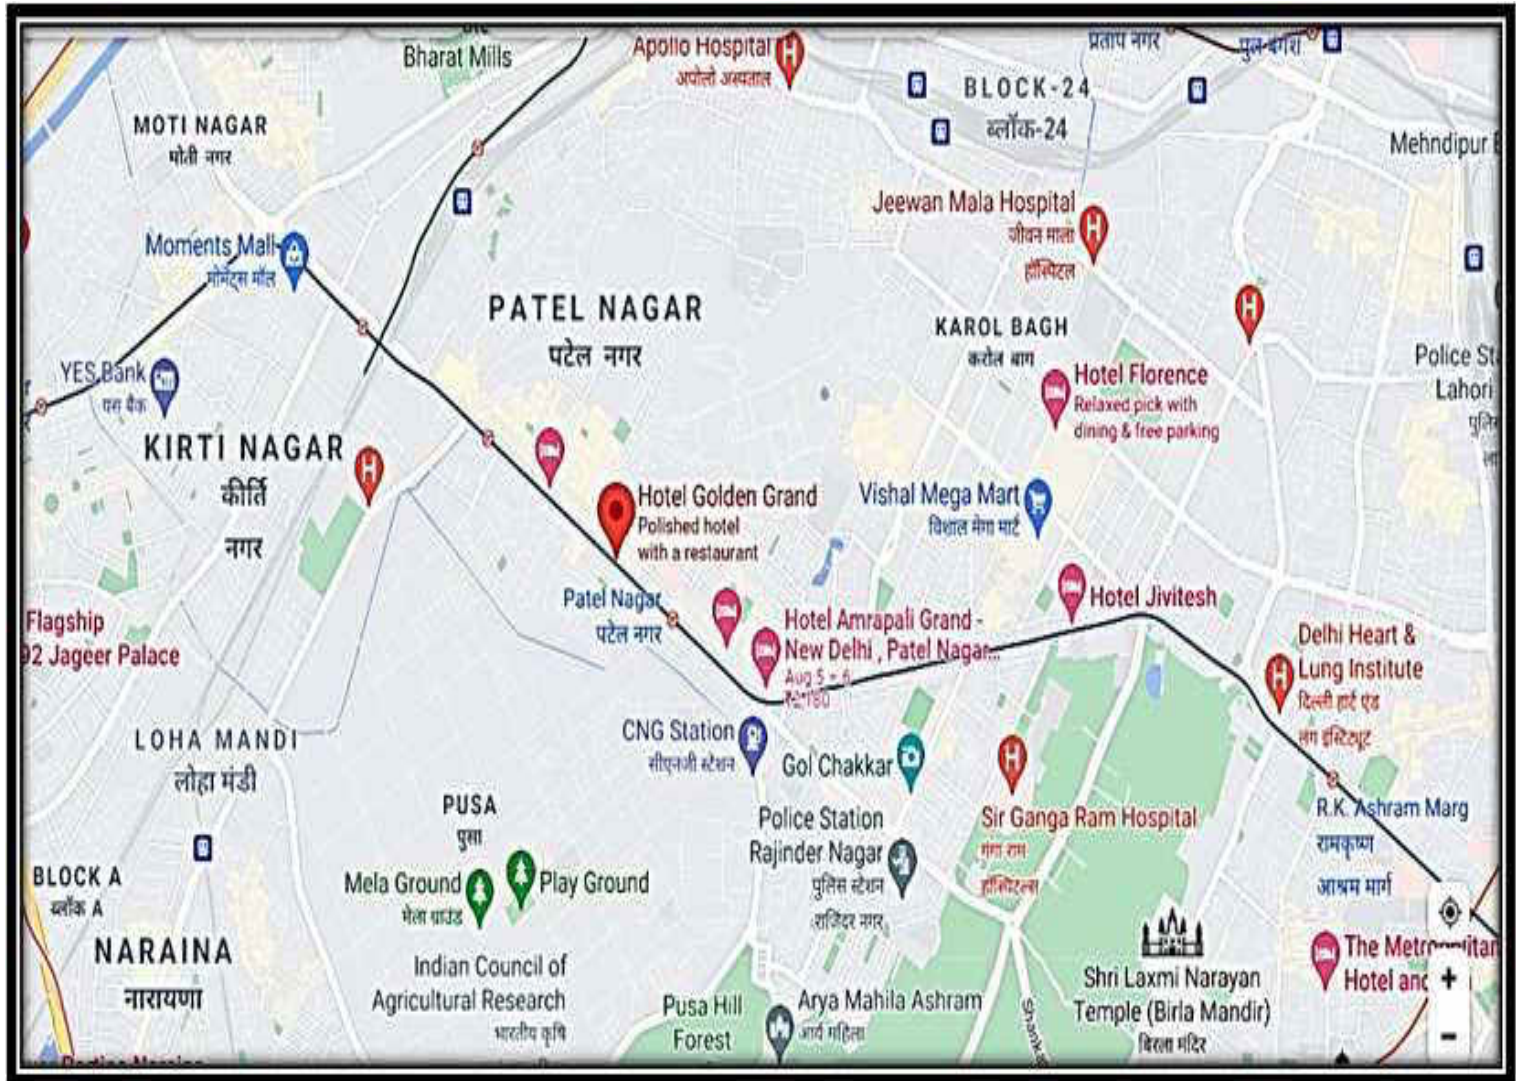 Bharat Mills
Apollo Hospital
अपोलो अस्पताल
प्रताप नगर
पुल बंगश
BLOCK-24
ब्लॉक-24
MOTI NAGAR
मोती नगर
Mehndipur
Jeewan Mala Hospital
जीवन माला
हॉस्पिटल
Moments Mall
मोमेंट्स मॉल
PATEL NAGAR
पटेल नगर
KAROL BAGH
करोल बाग
Police St
Lahori
YES Bank
यस बैंक
Hotel Florence
Relaxed pick with
dining & free parking
KIRTI NAGAR
कीर्ति
नगर
Hotel Golden Grand
Polished hotel
with a restaurant
Vishal Mega Mart
विशाल मेगा मार्ट
Patel Nagar
पटेल नगर
Hotel Jivitesh
Flagship
92 Jageer Palace
Hotel Amrapali Grand -
New Delhi , Patel Nagar...
Aug 5 - 6
Delhi Heart &
Lung Institute
दिल्ली हार्ट एंड
लंग इंस्टिट्यूट
LOHA MANDI
लोहा मंडी
CNG Station
सीएनजी स्टेशन
Gol Chakkar
PUSA
पुसा
Police Station
Rajinder Nagar
पुलिस स्टेशन
राजिंदर नगर
Sir Ganga Ram Hospital
गंगा राम
हॉस्पिटल्स
R.K. Ashram Marg
रामकृष्ण
आश्रम मार्ग
BLOCK A
ब्लॉक A
Mela Ground
मेला ग्राउंड
Play Ground
NARAINA
नारायणा
Indian Council of
Agricultural Research
भारतीय कृषि
Pusa Hill
Forest
Arya Mahila Ashram
आर्य महिला
Shanka
Shri Laxmi Narayan
Temple (Birla Mandir)
बिरला मंदिर
The Metropolitan
Hotel and
+
−